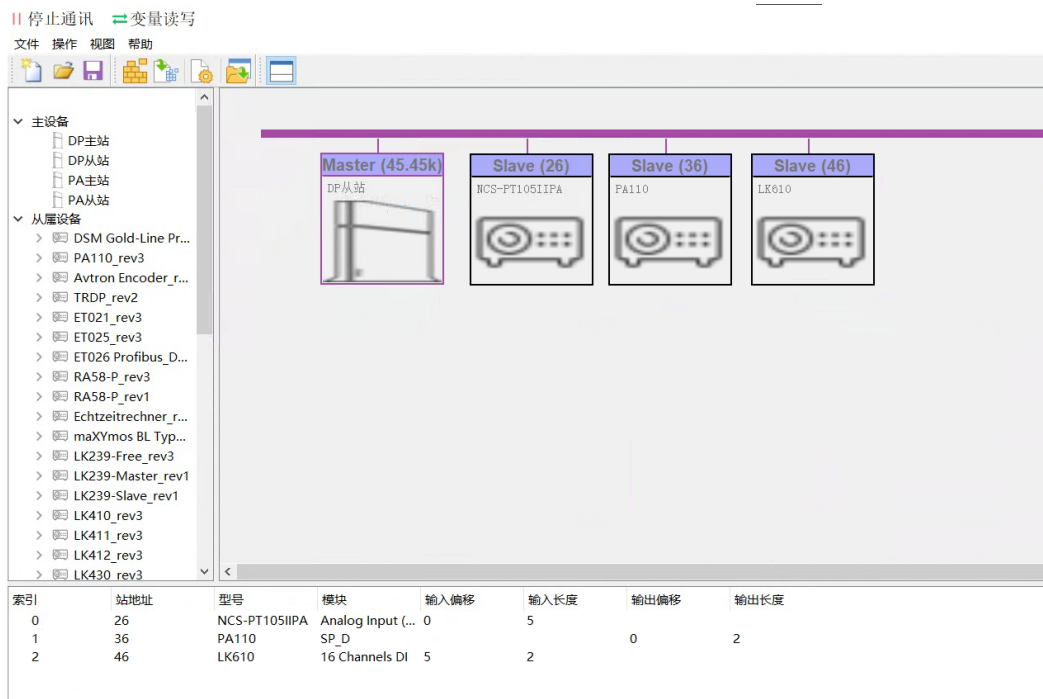 停止通讯 变量读写
文件 操作 视图 帮助
主设备
DP主站
DP从站
PA主站
PA从站
从属设备
DSM Gold-Line Pr...
PA110_rev3
Avtron Encoder_r...
TRDP_rev2
ET021_rev3
ET025_rev3
ET026 Profibus_D...
RA58-P_rev3
RA58-P_rev1
Echtzeitrechner_r...
maXYmos BL Typ...
LK239-Free_rev3
LK239-Master_rev1
LK239-Slave_rev1
LK410_rev3
LK411_rev3
LK412_rev3
LK430_rev3
Master (45.45k)
DP从站
Slave (26)
NCS-PT105IIPA
Slave (36)
PA110
Slave (46)
LK610
索引 站地址 型号 模块 输入偏移 输入长度 输出偏移 输出长度
0 26 NCS-PT105IIPA Analog Input (... 0 5
1 36 PA110 SP_D 0 2
2 46 LK610 16 Channels DI 5 2